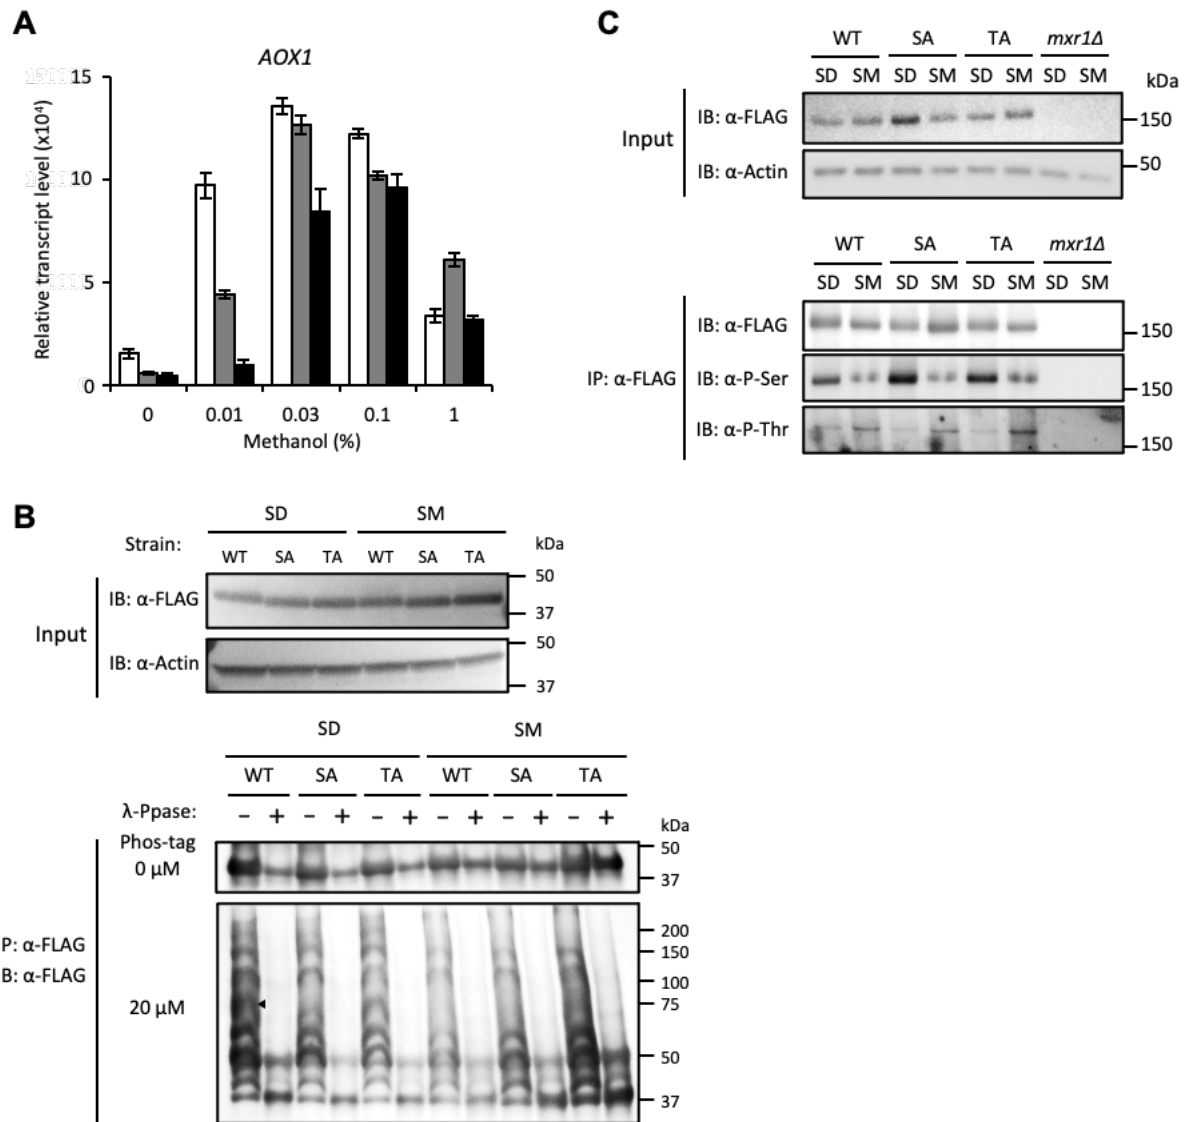 A
AOX1
Relative transcript level (x10⁴)
15
10
5
0
0 0.01 0.03 0.1 1
Methanol (%)
C
WT SA TA mxr1Δ
SD SM SD SM SD SM SD SM
kDa
Input
IB: α-FLAG
150
IB: α-Actin
50
WT SA TA mxr1Δ
SD SM SD SM SD SM SD SM
IP: α-FLAG
IB: α-FLAG
150
IB: α-P-Ser
150
IB: α-P-Thr
150
B
SD SM
Strain: WT SA TA WT SA TA
kDa
Input
IB: α-FLAG
50
37
IB: α-Actin
50
37
SD SM
WT SA TA WT SA TA
λ-Ppase: − + − + − + − + − + − +
kDa
Phos-tag
0 μM
50
37
P: α-FLAG
B: α-FLAG
20 μM
200
150
100
75
50
37